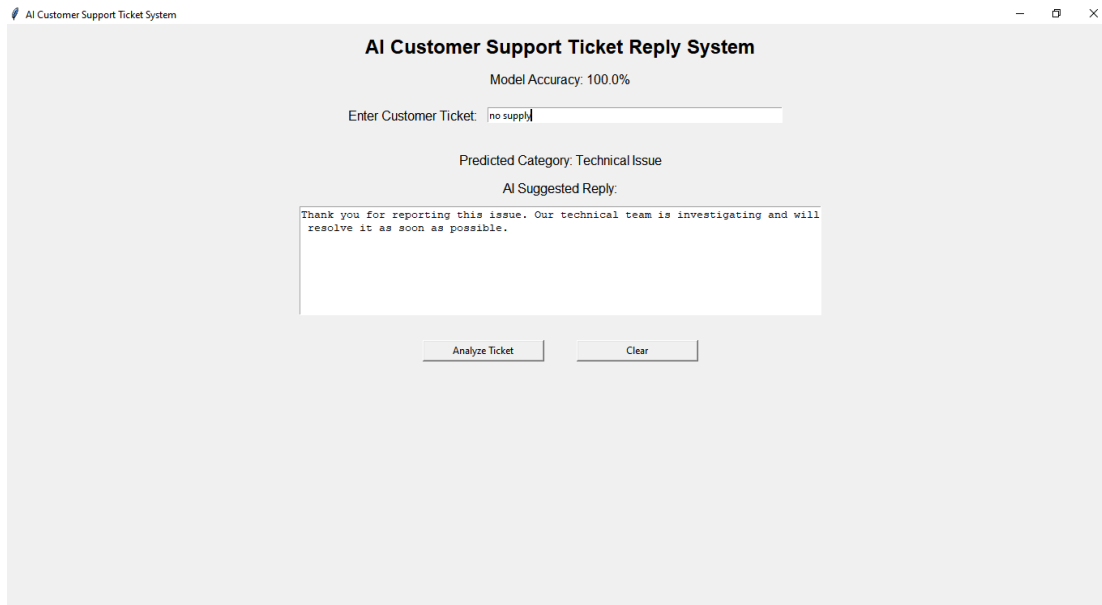 AI Customer Support Ticket System
AI Customer Support Ticket Reply System
Model Accuracy: 100.0%
Enter Customer Ticket: no supply
Predicted Category: Technical Issue
AI Suggested Reply:
Thank you for reporting this issue. Our technical team is investigating and will
resolve it as soon as possible.
Analyze Ticket Clear